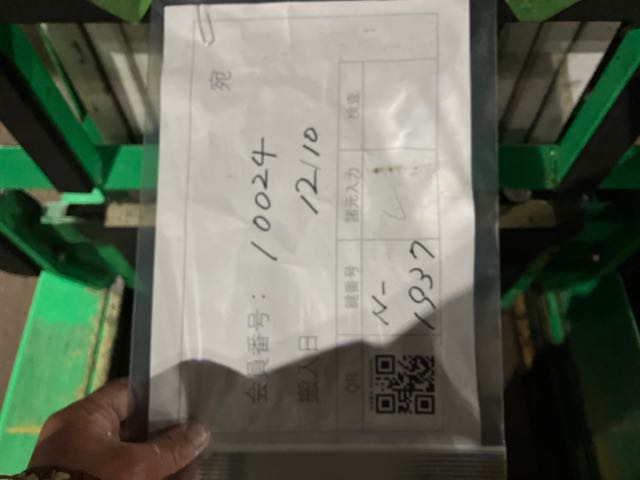 宛
会員番号： 10024
搬入日 12/10
QR 鍵番号 諸元入力 検査
N-
1937